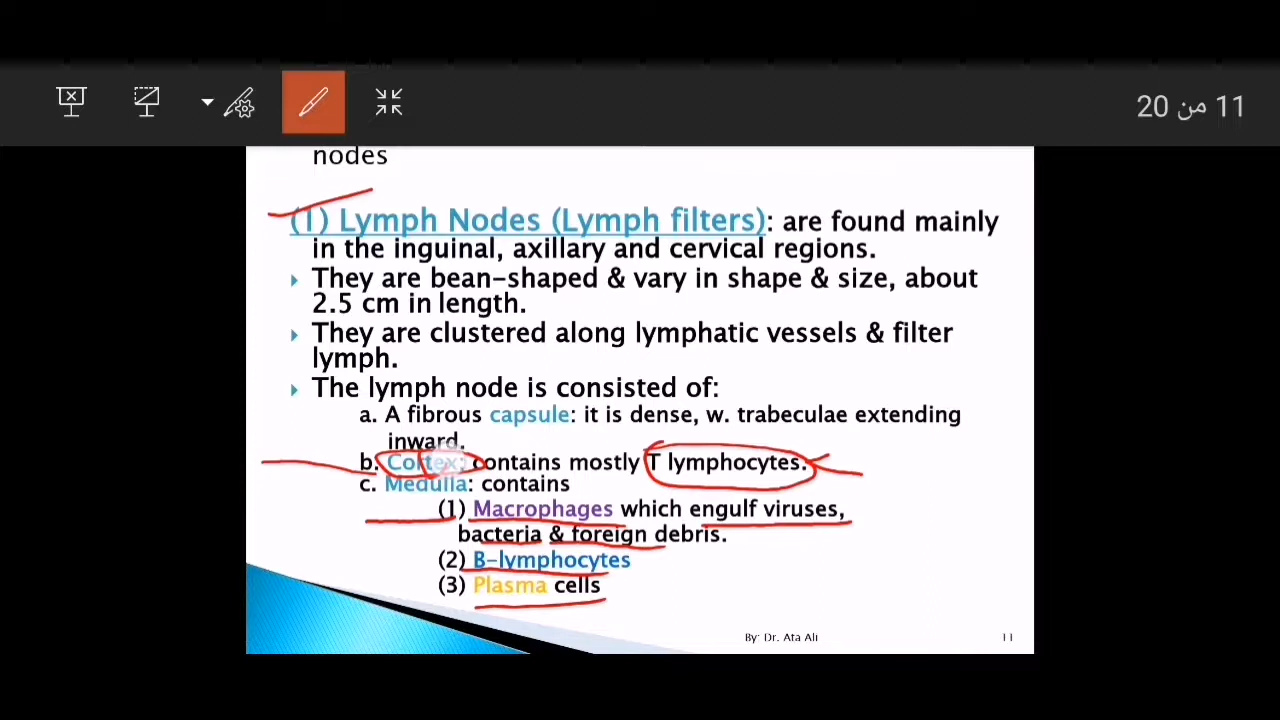 11 من 20
nodes
(1) Lymph Nodes (Lymph filters): are found mainly
in the inguinal, axillary and cervical regions.
They are bean-shaped & vary in shape & size, about
2.5 cm in length.
They are clustered along lymphatic vessels & filter
lymph.
The lymph node is consisted of:
a. A fibrous capsule: it is dense, w. trabeculae extending
inward.
b. Cortex: contains mostly T lymphocytes.
c. Medulla: contains
(1) Macrophages which engulf viruses,
bacteria & foreign debris.
(2) B-lymphocytes
(3) Plasma cells
By: Dr. Ata Ali
11